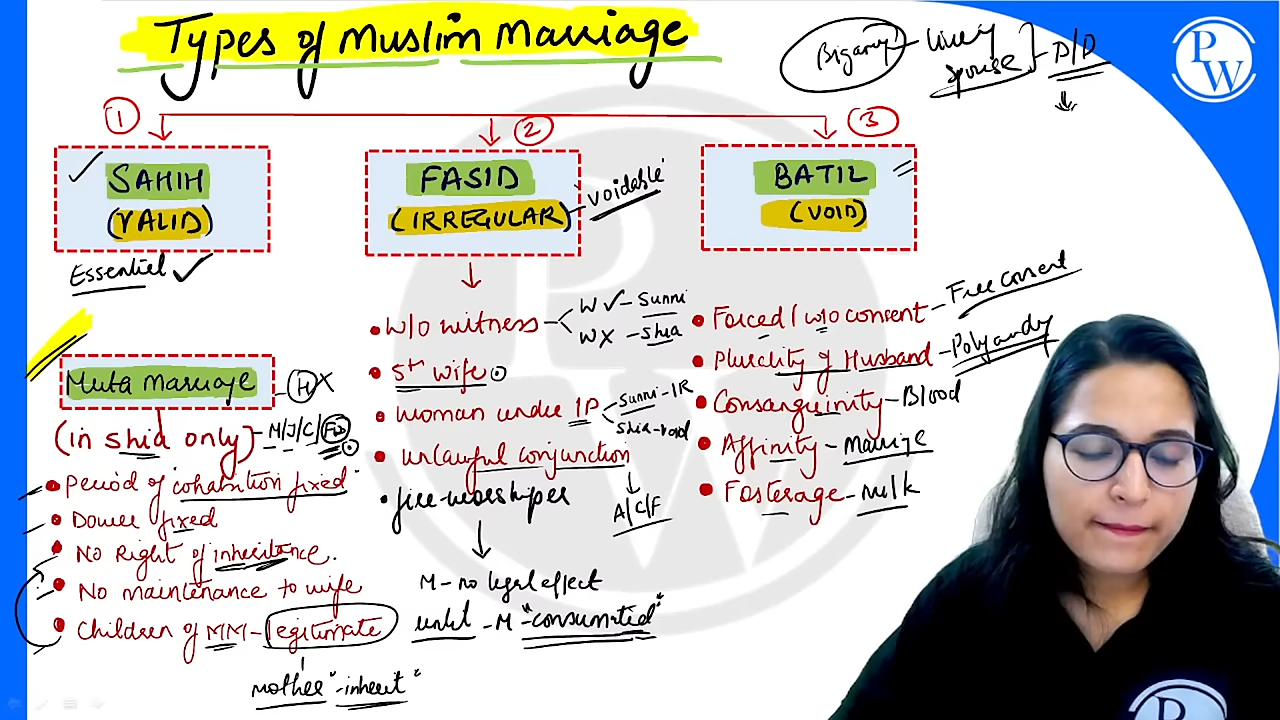 Types of Muslim Marriage
Bigamy - living spouse - D/D
PW
1
2
3
SAHIH
(VALID)
Essentiel
FASID
(IRREGULAR)
voidable
BATIL
(VOID)
Muta Marriage - H X
(in Shia only) - M/J/C/
• Period of cohabition fixed
• Dower fixed
• No Right of inheritance.
• No maintenance to wife
• Children of MM - legitimate
mother "inherit"
• W/O witness
W ✓ - Sunni
W X - Shia
• 5th wife
• Woman under IP
Sunni - IR
Shia - void
• unlawful conjunction
A/C/F
• fire-worshiper
M - no legal effect
until - M "consumated"
• Forced / w/o consent - Free consent
• Plurality of Husband - Polyandry
• Consanguinity - Blood
• Affinity - Marriage
• Fosterage - milk
PW